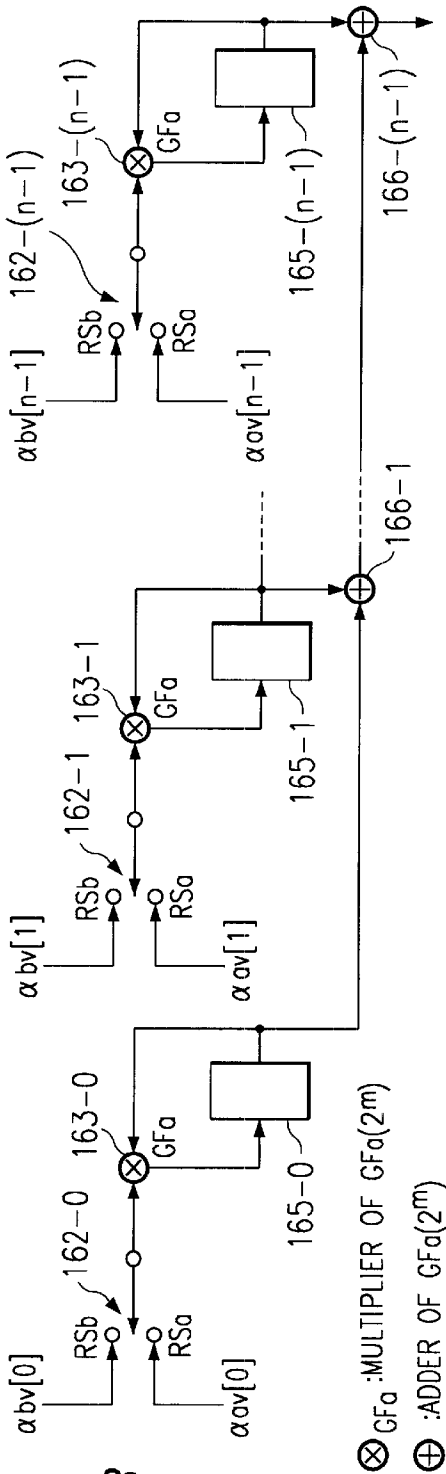 αbv[0]
RSb
RSa
αav[0]
162-0
163-0
GFa
165-0
αbv[1]
RSb
RSa
αav[1]
162-1
163-1
GFa
165-1
166-1
αbv[n-1]
RSb
RSa
αav[n-1]
162-(n-1)
163-(n-1)
GFa
165-(n-1)
166-(n-1)
⊗GFa :MULTIPLIER OF GFa(2^m)
⊕ :ADDER OF GFa(2^m)